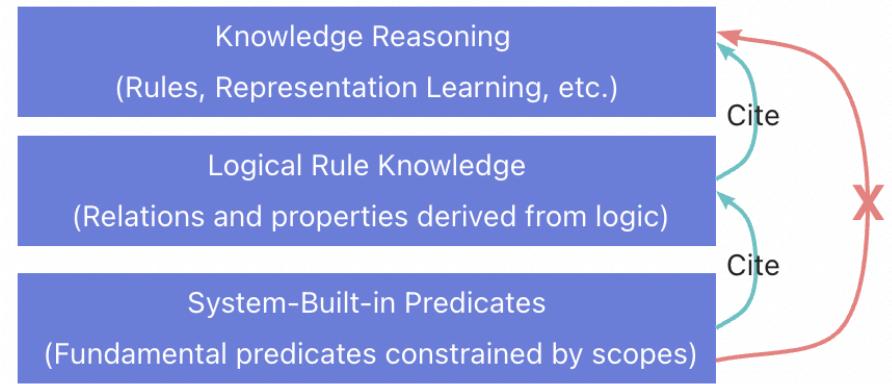 Knowledge Reasoning
(Rules, Representation Learning, etc.)
Cite
Logical Rule Knowledge
(Relations and properties derived from logic)
X
Cite
System-Built-in Predicates
(Fundamental predicates constrained by scopes)